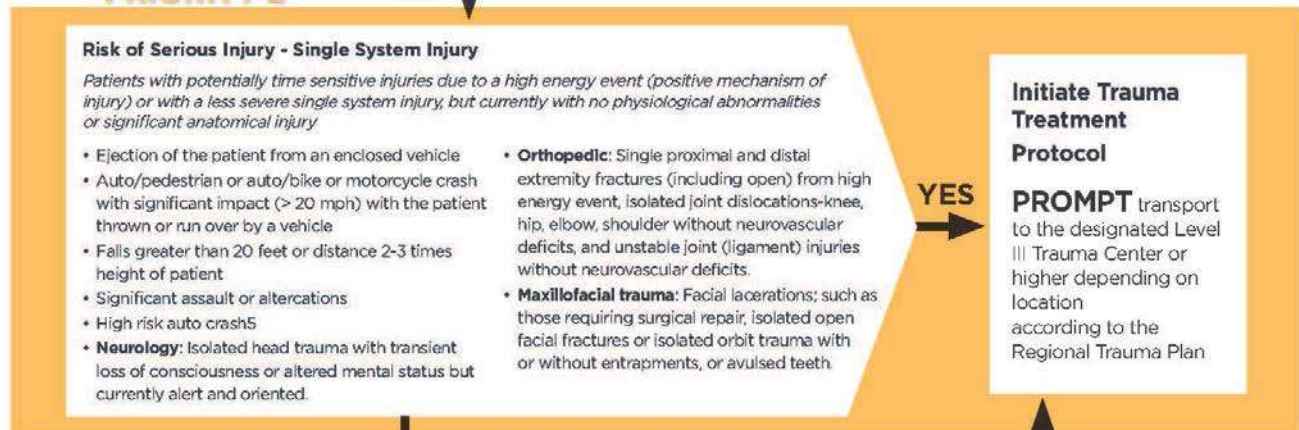 Risk of Serious Injury - Single System Injury
Patients with potentially time sensitive injuries due to a high energy event (positive mechanism of
injury) or with a less severe single system injury, but currently with no physiological abnormalities
or significant anatomical injury
• Ejection of the patient from an enclosed vehicle
• Auto/pedestrian or auto/bike or motorcycle crash
with significant impact (> 20 mph) with the patient
thrown or run over by a vehicle
• Falls greater than 20 feet or distance 2-3 times
height of patient
• Significant assault or altercations
• High risk auto crash5
• Neurology: Isolated head trauma with transient
loss of consciousness or altered mental status but
currently alert and oriented.
• Orthopedic: Single proximal and distal
extremity fractures (including open) from high
energy event, isolated joint dislocations-knee,
hip, elbow, shoulder without neurovascular
deficits, and unstable joint (ligament) injuries
without neurovascular deficits.
• Maxillofacial trauma: Facial lacerations; such as
those requiring surgical repair, isolated open
facial fractures or isolated orbit trauma with
or without entrapments, or avulsed teeth.
YES
Initiate Trauma
Treatment
Protocol
PROMPT transport
to the designated Level
III Trauma Center or
higher depending on
location
according to the
Regional Trauma Plan